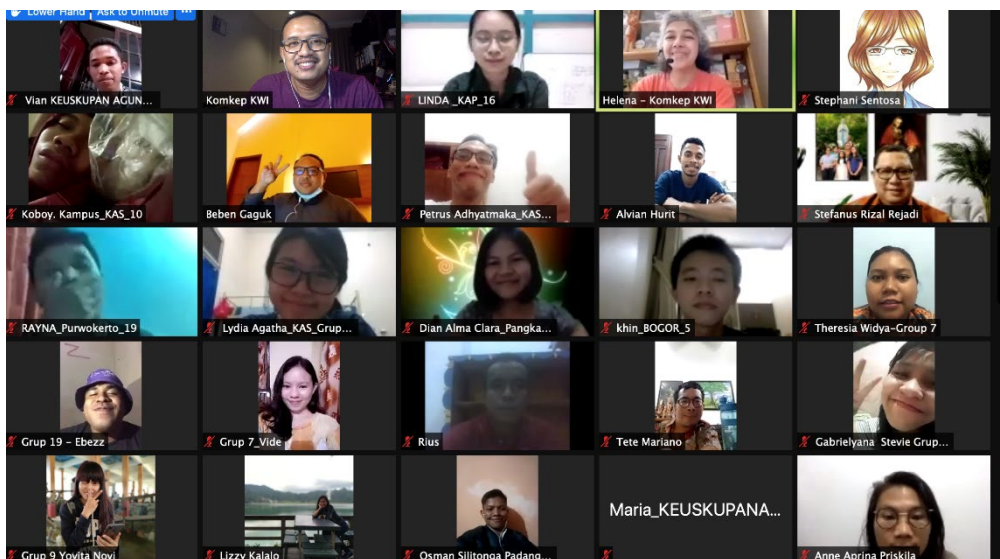 Lower Hand Ask to Unmute ...
Vian KEUSKUPAN AGUN...
Komkep KWI
LINDA_KAP_16
Helena - Komkep KWI
Stephani Sentosa
Koboy. Kampus_KAS_10
Beben Gaguk
Petrus Adhyatmaka_KAS...
Alvian Hurit
Stefanus Rizal Rejadi
RAYNA_Purwokerto_19
Lydia Agatha_KAS_Grup...
Dian Alma Clara_Pangka...
khin_BOGOR_5
Theresia Widya-Group 7
Grup 19 - Ebezz
Grup 7_Vide
Rius
Tete Mariano
Gabrielyana Stevie Grup...
Grup 9 Yovita Novi
Lizzy Kalalo
Osman Silitonga Padang...
Maria_KEUSKUPANA...
Anne Aprina Priskila